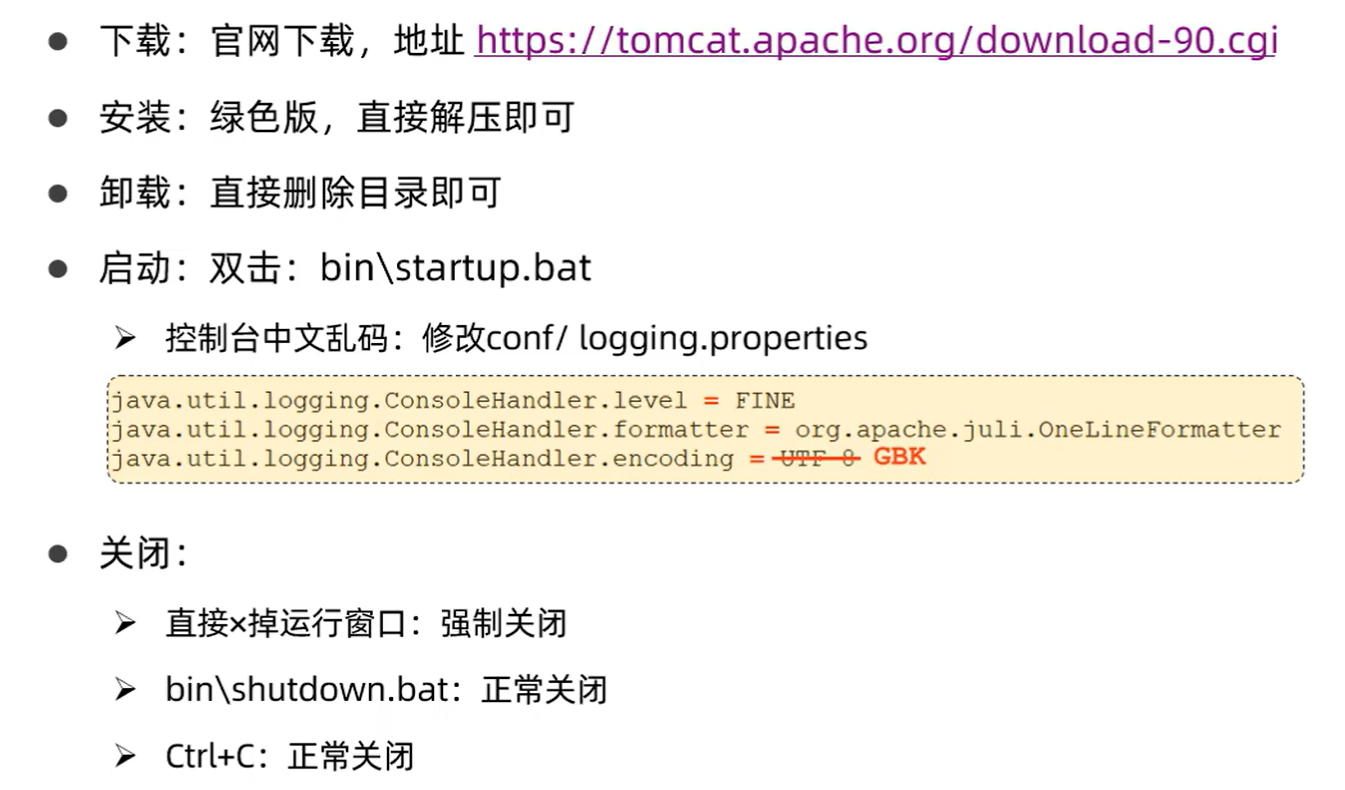 ● 下载：官网下载，地址 https://tomcat.apache.org/download-90.cgi
● 安装：绿色版，直接解压即可
● 卸载：直接删除目录即可
● 启动：双击：bin\startup.bat
➢ 控制台中文乱码：修改conf/ logging.properties
java.util.logging.ConsoleHandler.level = FINE
java.util.logging.ConsoleHandler.formatter = org.apache.juli.OneLineFormatter
java.util.logging.ConsoleHandler.encoding = UTF-8 GBK
● 关闭：
➢ 直接×掉运行窗口：强制关闭
➢ bin\shutdown.bat：正常关闭
➢ Ctrl+C：正常关闭